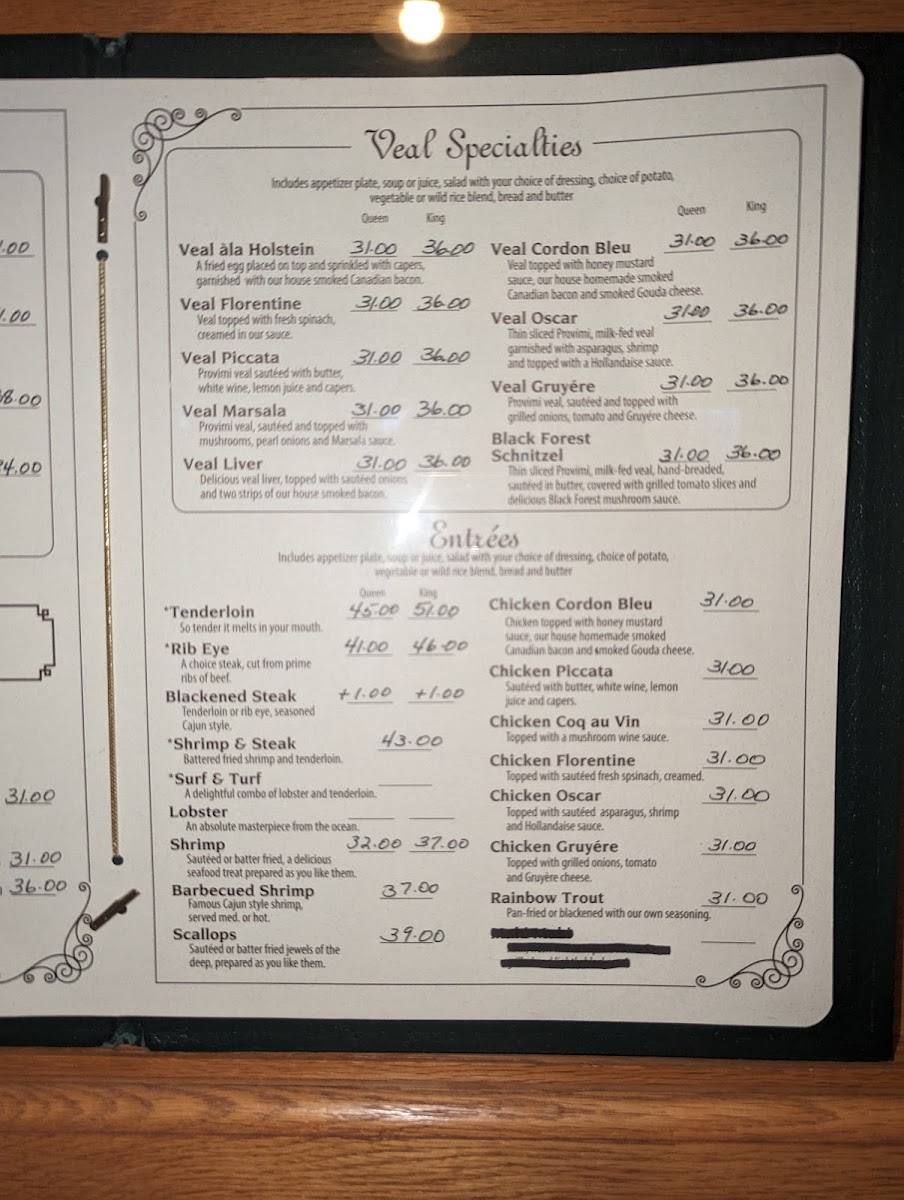 Veal Specialties
Includes appetizer plate, soup or juice, salad with your choice of dressing, choice of potato,
vegetable or wild rice blend, bread and butter
Queen King
Veal àla Holstein 31.00 36.00
A fried egg placed on top and sprinkled with capers,
garnished with our house smoked Canadian bacon.
Veal Florentine 31.00 36.00
Veal topped with fresh spinach,
creamed in our sauce.
Veal Piccata 31.00 36.00
Provimi veal sautéed with butter,
white wine, lemon juice and capers.
Veal Marsala 31.00 36.00
Provimi veal, sautéed and topped with
mushrooms, pearl onions and Marsala sauce.
Veal Liver 31.00 36.00
Delicious veal liver, topped with sautéed onions
and two strips of our house smoked bacon.
Queen King
Veal Cordon Bleu 31.00 36.00
Veal topped with honey mustard
sauce, our house homemade smoked
Canadian bacon and smoked Gouda cheese.
Veal Oscar 31.00 36.00
Thin sliced Provimi, milk-fed veal
garnished with asparagus, shrimp
and topped with a Hollandaise sauce.
Veal Gruyére 31.00 36.00
Provimi veal, sautéed and topped with
grilled onions, tomato and Gruyére cheese.
Black Forest
Schnitzel 31.00 36.00
Thin sliced Provimi, milk-fed veal, hand-breaded,
sautéed in butter, covered with grilled tomato slices and
delicious Black Forest mushroom sauce.
Entrées
Includes appetizer plate, soup or juice, salad with your choice of dressing, choice of potato,
vegetable or wild rice blend, bread and butter
Queen King
*Tenderloin 45.00 51.00
So tender it melts in your mouth.
*Rib Eye 41.00 46.00
A choice steak, cut from prime
ribs of beef.
Blackened Steak +1.00 +1.00
Tenderloin or rib eye, seasoned
Cajun style.
*Shrimp & Steak 43.00
Battered fried shrimp and tenderloin.
*Surf & Turf
A delightful combo of lobster and tenderloin.
Lobster
An absolute masterpiece from the ocean.
Shrimp 32.00 37.00
Sautéed or batter fried, a delicious
seafood treat prepared as you like them.
Barbecued Shrimp 37.00
Famous Cajun style shrimp,
served med. or hot.
Scallops 39.00
Sautéed or batter fried jewels of the
deep, prepared as you like them.
Chicken Cordon Bleu 31.00
Chicken topped with honey mustard
sauce, our house homemade smoked
Canadian bacon and smoked Gouda cheese.
Chicken Piccata 31.00
Sautéed with butter, white wine, lemon
juice and capers.
Chicken Coq au Vin 31.00
Topped with a mushroom wine sauce.
Chicken Florentine 31.00
Topped with sautéed fresh spsinach, creamed.
Chicken Oscar 31.00
Topped with sautéed asparagus, shrimp
and Hollandaise sauce.
Chicken Gruyére 31.00
Topped with grilled onions, tomato
and Gruyère cheese.
Rainbow Trout 31.00
Pan-fried or blackened with our own seasoning.
31.00
31.00
36.00